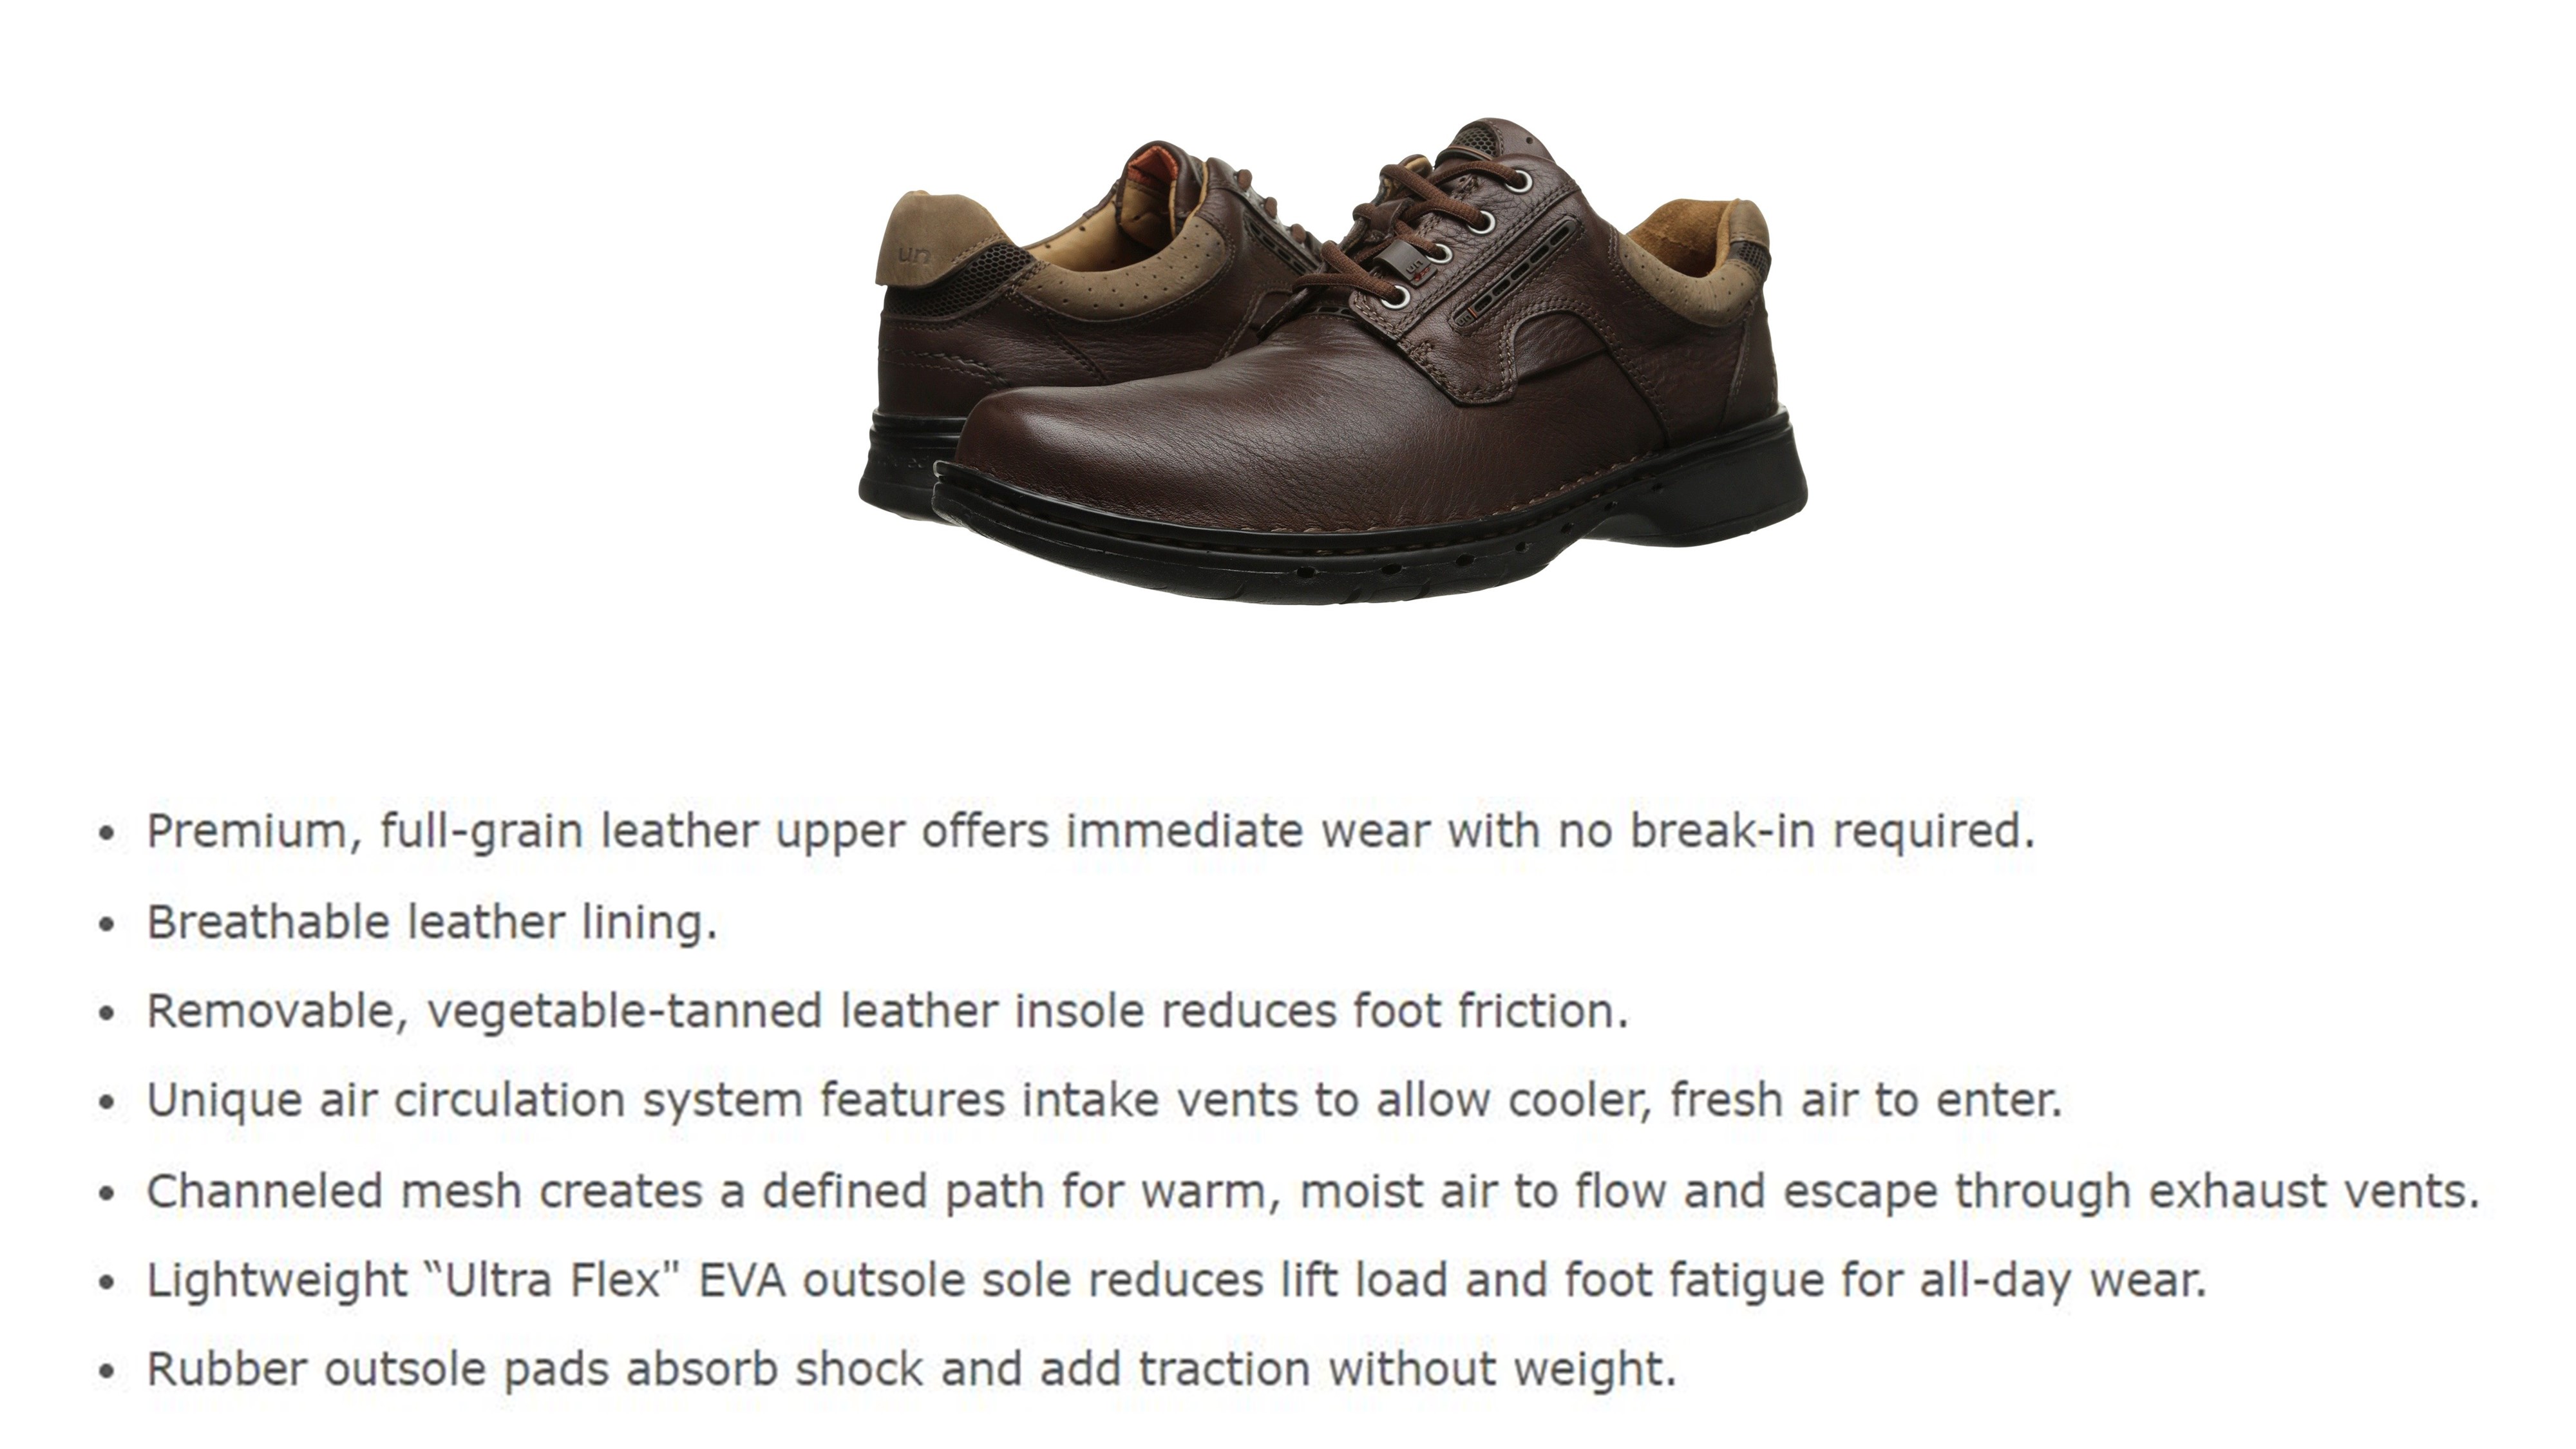 un
un
• Premium, full-grain leather upper offers immediate wear with no break-in required.
• Breathable leather lining.
• Removable, vegetable-tanned leather insole reduces foot friction.
• Unique air circulation system features intake vents to allow cooler, fresh air to enter.
• Channeled mesh creates a defined path for warm, moist air to flow and escape through exhaust vents.
• Lightweight “Ultra Flex" EVA outsole sole reduces lift load and foot fatigue for all-day wear.
• Rubber outsole pads absorb shock and add traction without weight.